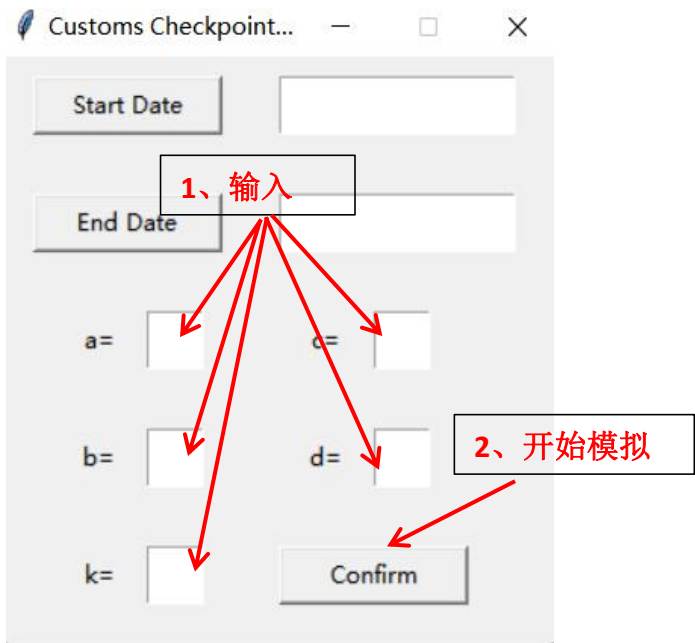 Customs Checkpoint...
Start Date
1、输入
End Date
a=
c=
b=
d=
2、开始模拟
k=
Confirm